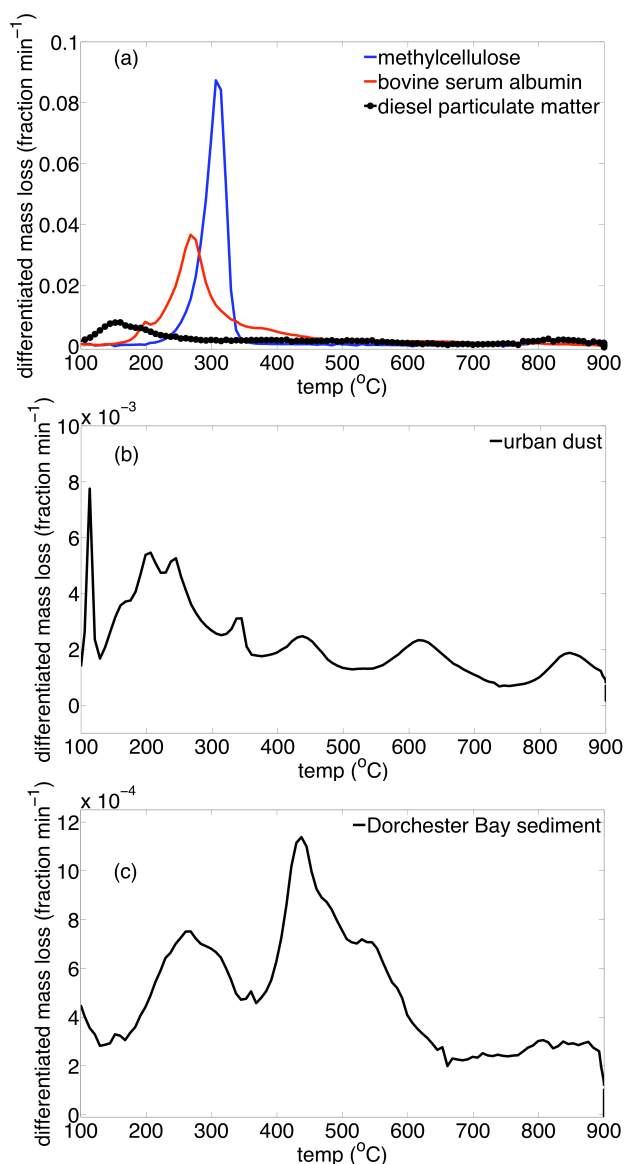 0.1
(a)
methylcellulose
bovine serum albumin
diesel particulate matter
0.08
0.06
0.04
0.02
0
differentiated mass loss (fraction min⁻¹)
100 200 300 400 500 600 700 800 900
temp (°C)
10 x 10⁻³
(b)
urban dust
8
6
4
2
0
differentiated mass loss (fraction min⁻¹)
100 200 300 400 500 600 700 800 900
temp (°C)
x 10⁻⁴
12
Dorchester Bay sediment
(c)
10
8
6
4
2
0
differentiated mass loss (fraction min⁻¹)
100 200 300 400 500 600 700 800 900
temp (°C)